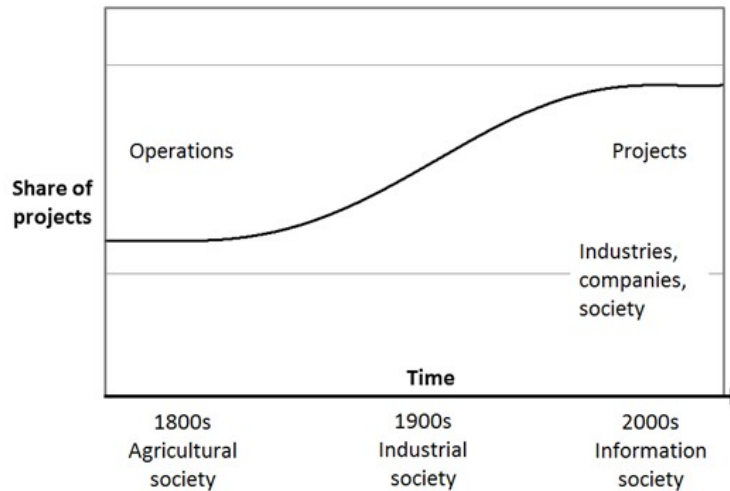 Operations
Projects
Share of
projects
Industries,
companies,
society
Time
1800s
Agricultural
society
1900s
Industrial
society
2000s
Information
society